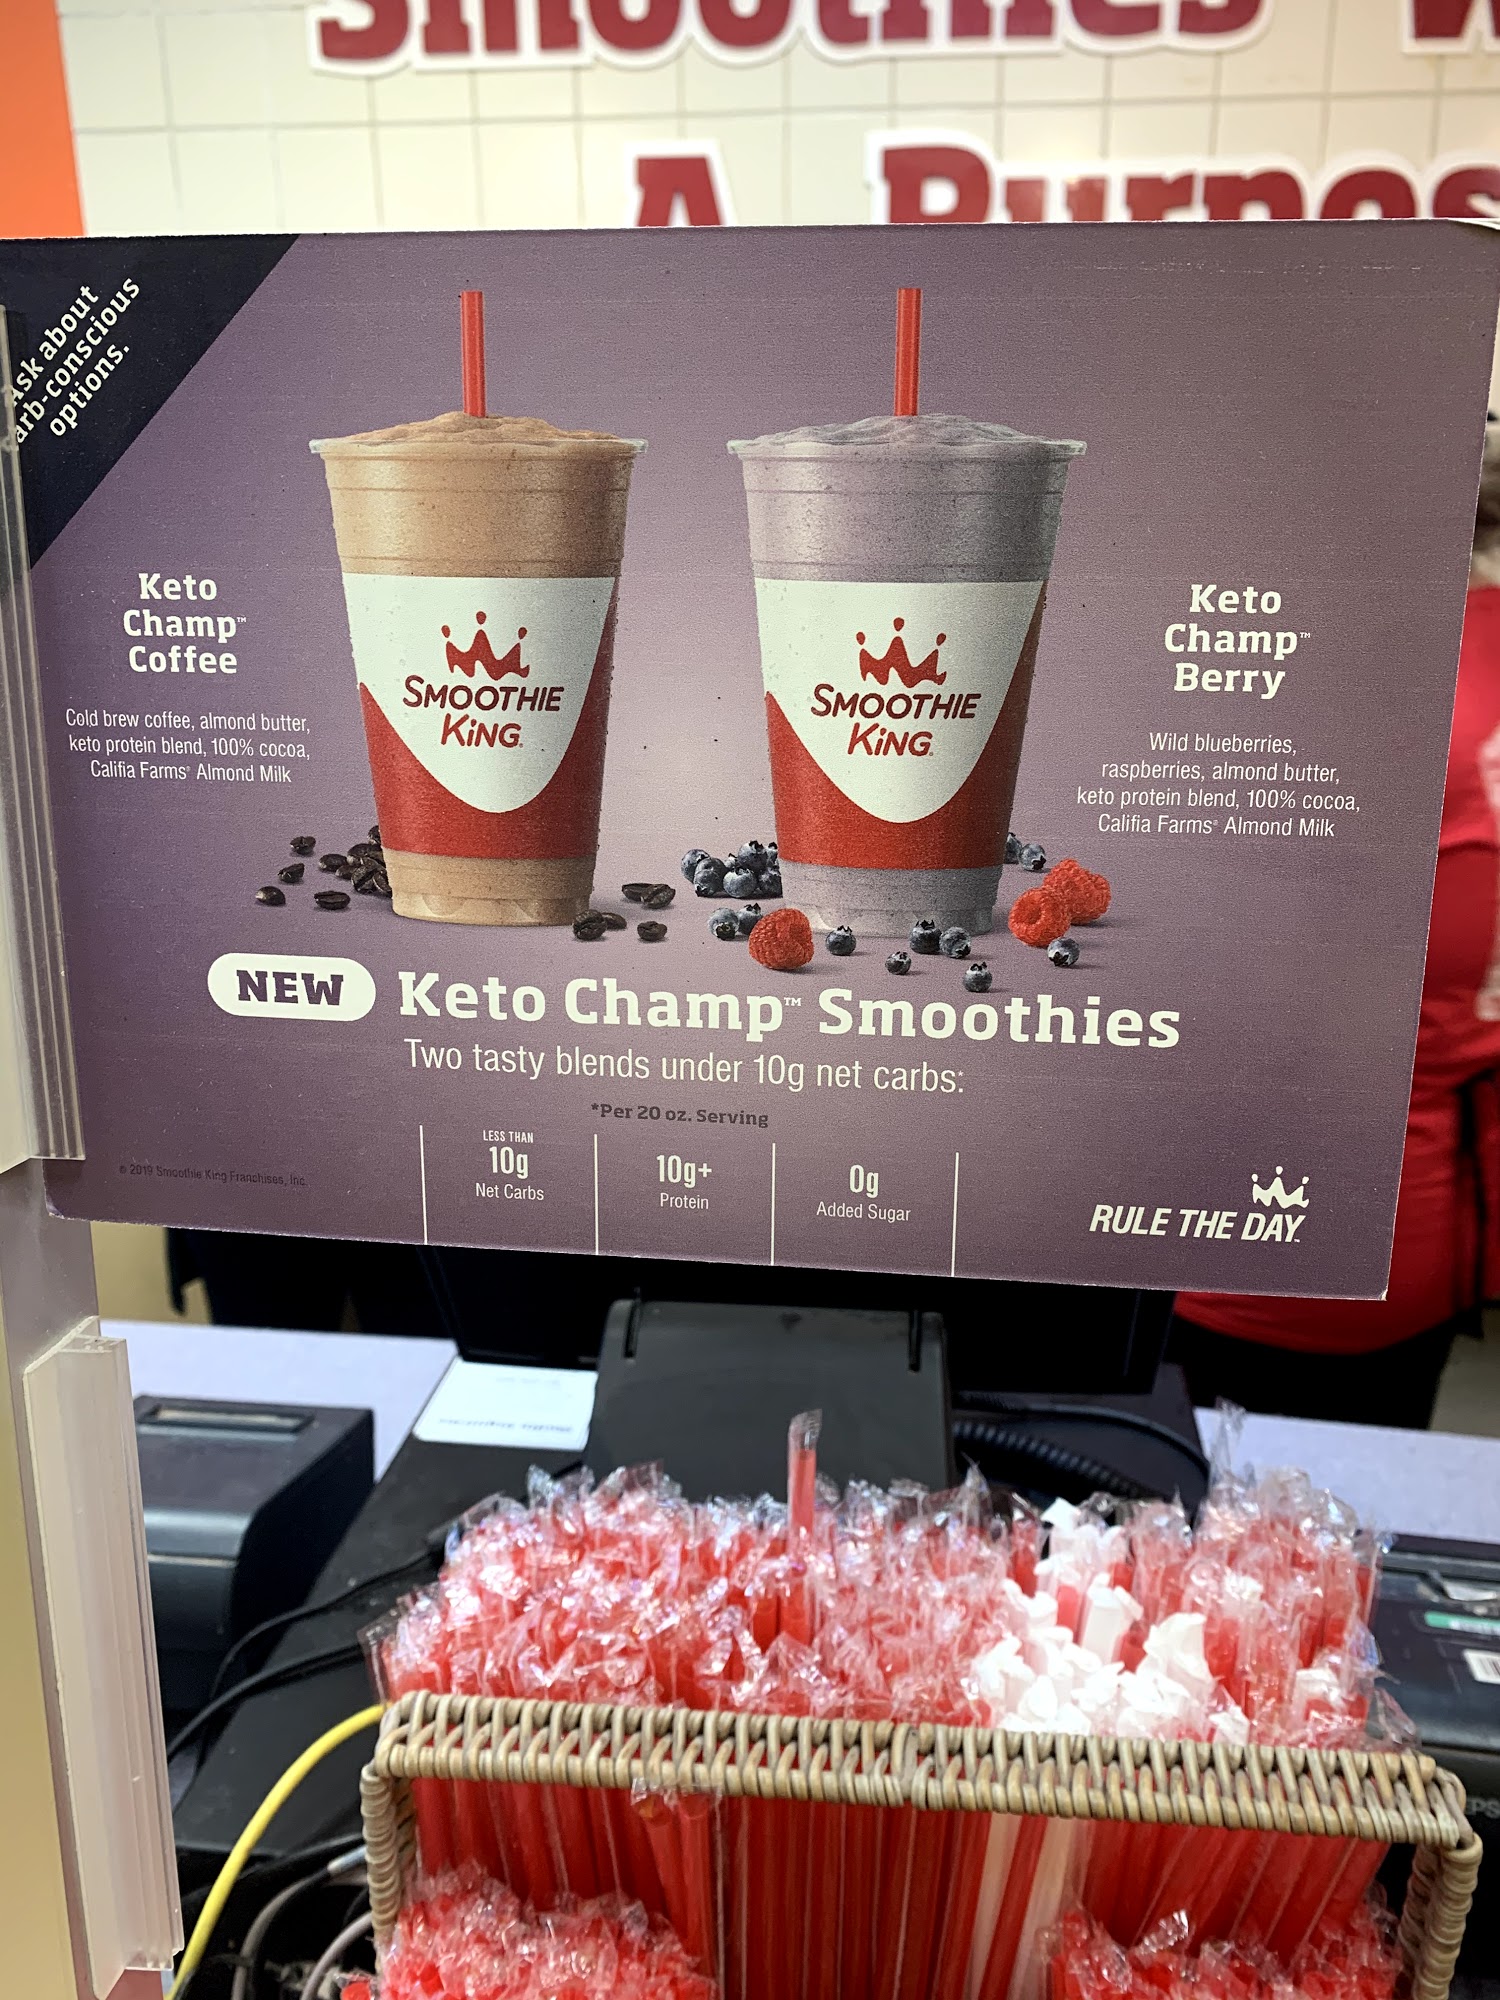 Smoothies
A Purpos
Ask about
carb-conscious
options.
SMOOTHIE
KING
SMOOTHIE
KING
Keto
Champ™
Coffee
Cold brew coffee, almond butter,
keto protein blend, 100% cocoa,
Califia Farms® Almond Milk
Keto
Champ™
Berry
Wild blueberries,
raspberries, almond butter,
keto protein blend, 100% cocoa,
Califia Farms® Almond Milk
NEW Keto Champ™ Smoothies
Two tasty blends under 10g net carbs.*
*Per 20 oz. Serving
LESS THAN
10g
Net Carbs
10g+
Protein
0g
Added Sugar
© 2019 Smoothie King Franchises, Inc.
RULE THE DAY.™